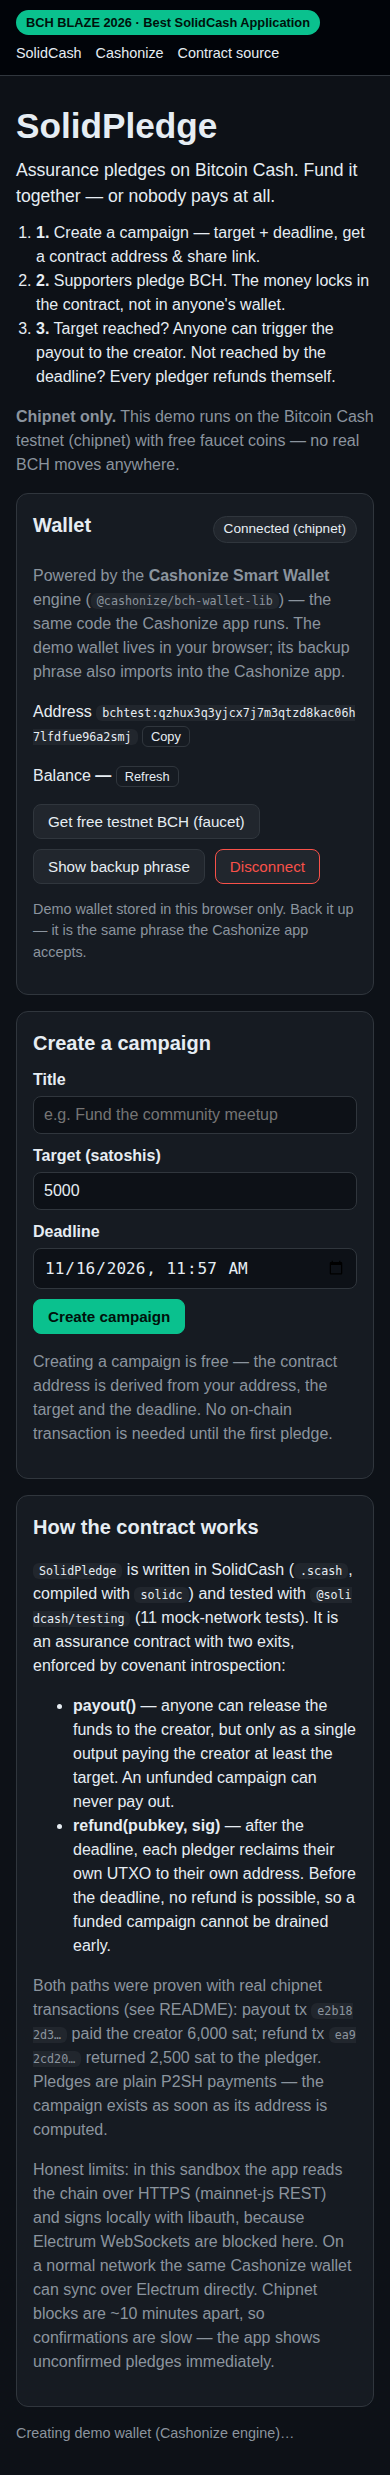 BCH BLAZE 2026 · Best SolidCash Application
SolidCash Cashonize Contract source
SolidPledge
Assurance pledges on Bitcoin Cash. Fund it
together — or nobody pays at all.
1. 1. Create a campaign — target + deadline, get
a contract address & share link.
2. 2. Supporters pledge BCH. The money locks in
the contract, not in anyone's wallet.
3. 3. Target reached? Anyone can trigger the
payout to the creator. Not reached by the
deadline? Every pledger refunds themself.
Chipnet only. This demo runs on the Bitcoin Cash
testnet (chipnet) with free faucet coins — no real
BCH moves anywhere.
Wallet
Connected (chipnet)
Powered by the Cashonize Smart Wallet
engine (@cashonize/bch-wallet-lib) — the
same code the Cashonize app runs. The
demo wallet lives in your browser; its backup
phrase also imports into the Cashonize app.
Address bchtest:qzhux3q3yjcx7j7m3qtzd8kac06h
7lfdfue96a2smj Copy
Balance — Refresh
Get free testnet BCH (faucet)
Show backup phrase Disconnect
Demo wallet stored in this browser only. Back it up
— it is the same phrase the Cashonize app
accepts.
Create a campaign
Title
e.g. Fund the community meetup
Target (satoshis)
5000
Deadline
11/16/2026, 11:57 AM
Create campaign
Creating a campaign is free — the contract
address is derived from your address, the
target and the deadline. No on-chain
transaction is needed until the first pledge.
How the contract works
SolidPledge is written in SolidCash (.scash,
compiled with solidc) and tested with @soli
dcash/testing (11 mock-network tests). It is
an assurance contract with two exits,
enforced by covenant introspection:
• payout() — anyone can release the
funds to the creator, but only as a single
output paying the creator at least the
target. An unfunded campaign can
never pay out.
• refund(pubkey, sig) — after the
deadline, each pledger reclaims their
own UTXO to their own address. Before
the deadline, no refund is possible, so a
funded campaign cannot be drained
early.
Both paths were proven with real chipnet
transactions (see README): payout tx e2b18
2d3… paid the creator 6,000 sat; refund tx ea9
2cd20… returned 2,500 sat to the pledger.
Pledges are plain P2SH payments — the
campaign exists as soon as its address is
computed.
Honest limits: in this sandbox the app reads
the chain over HTTPS (mainnet-js REST)
and signs locally with libauth, because
Electrum WebSockets are blocked here. On
a normal network the same Cashonize wallet
can sync over Electrum directly. Chipnet
blocks are ~10 minutes apart, so
confirmations are slow — the app shows
unconfirmed pledges immediately.
Creating demo wallet (Cashonize engine)…